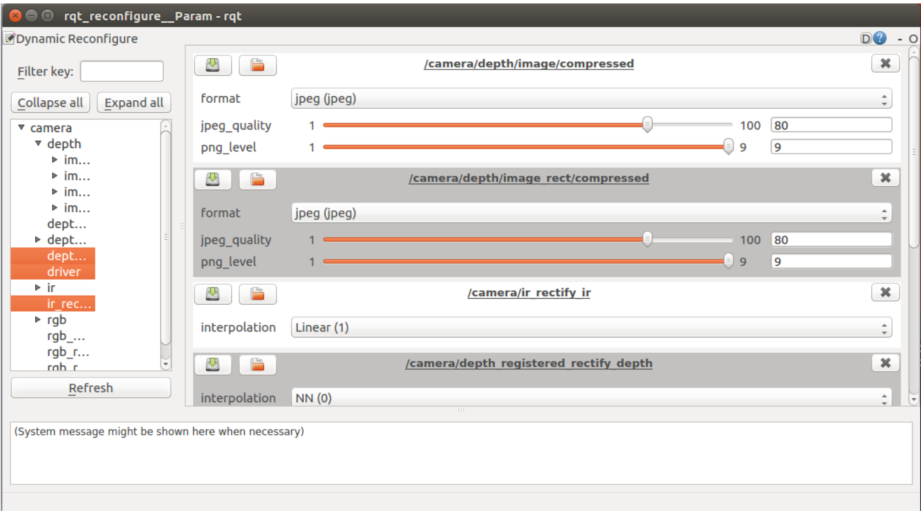 rqt_reconfigure__Param - rqt
Dynamic Reconfigure
D
- O
Filter key:
Collapse all
Expand all
camera
depth
im...
im...
im...
im...
dept...
dept...
dept...
driver
ir
ir_rec...
rgb
rgb_...
rgb_r...
rgb_r
Refresh
/camera/depth/image/compressed
format jpeg (jpeg)
jpeg_quality 1 100 80
png_level 1 9 9
/camera/depth/image_rect/compressed
format jpeg (jpeg)
jpeg_quality 1 100 80
png_level 1 9 9
/camera/ir_rectify_ir
interpolation Linear (1)
/camera/depth_registered_rectify_depth
interpolation NN (0)
(System message might be shown here when necessary)